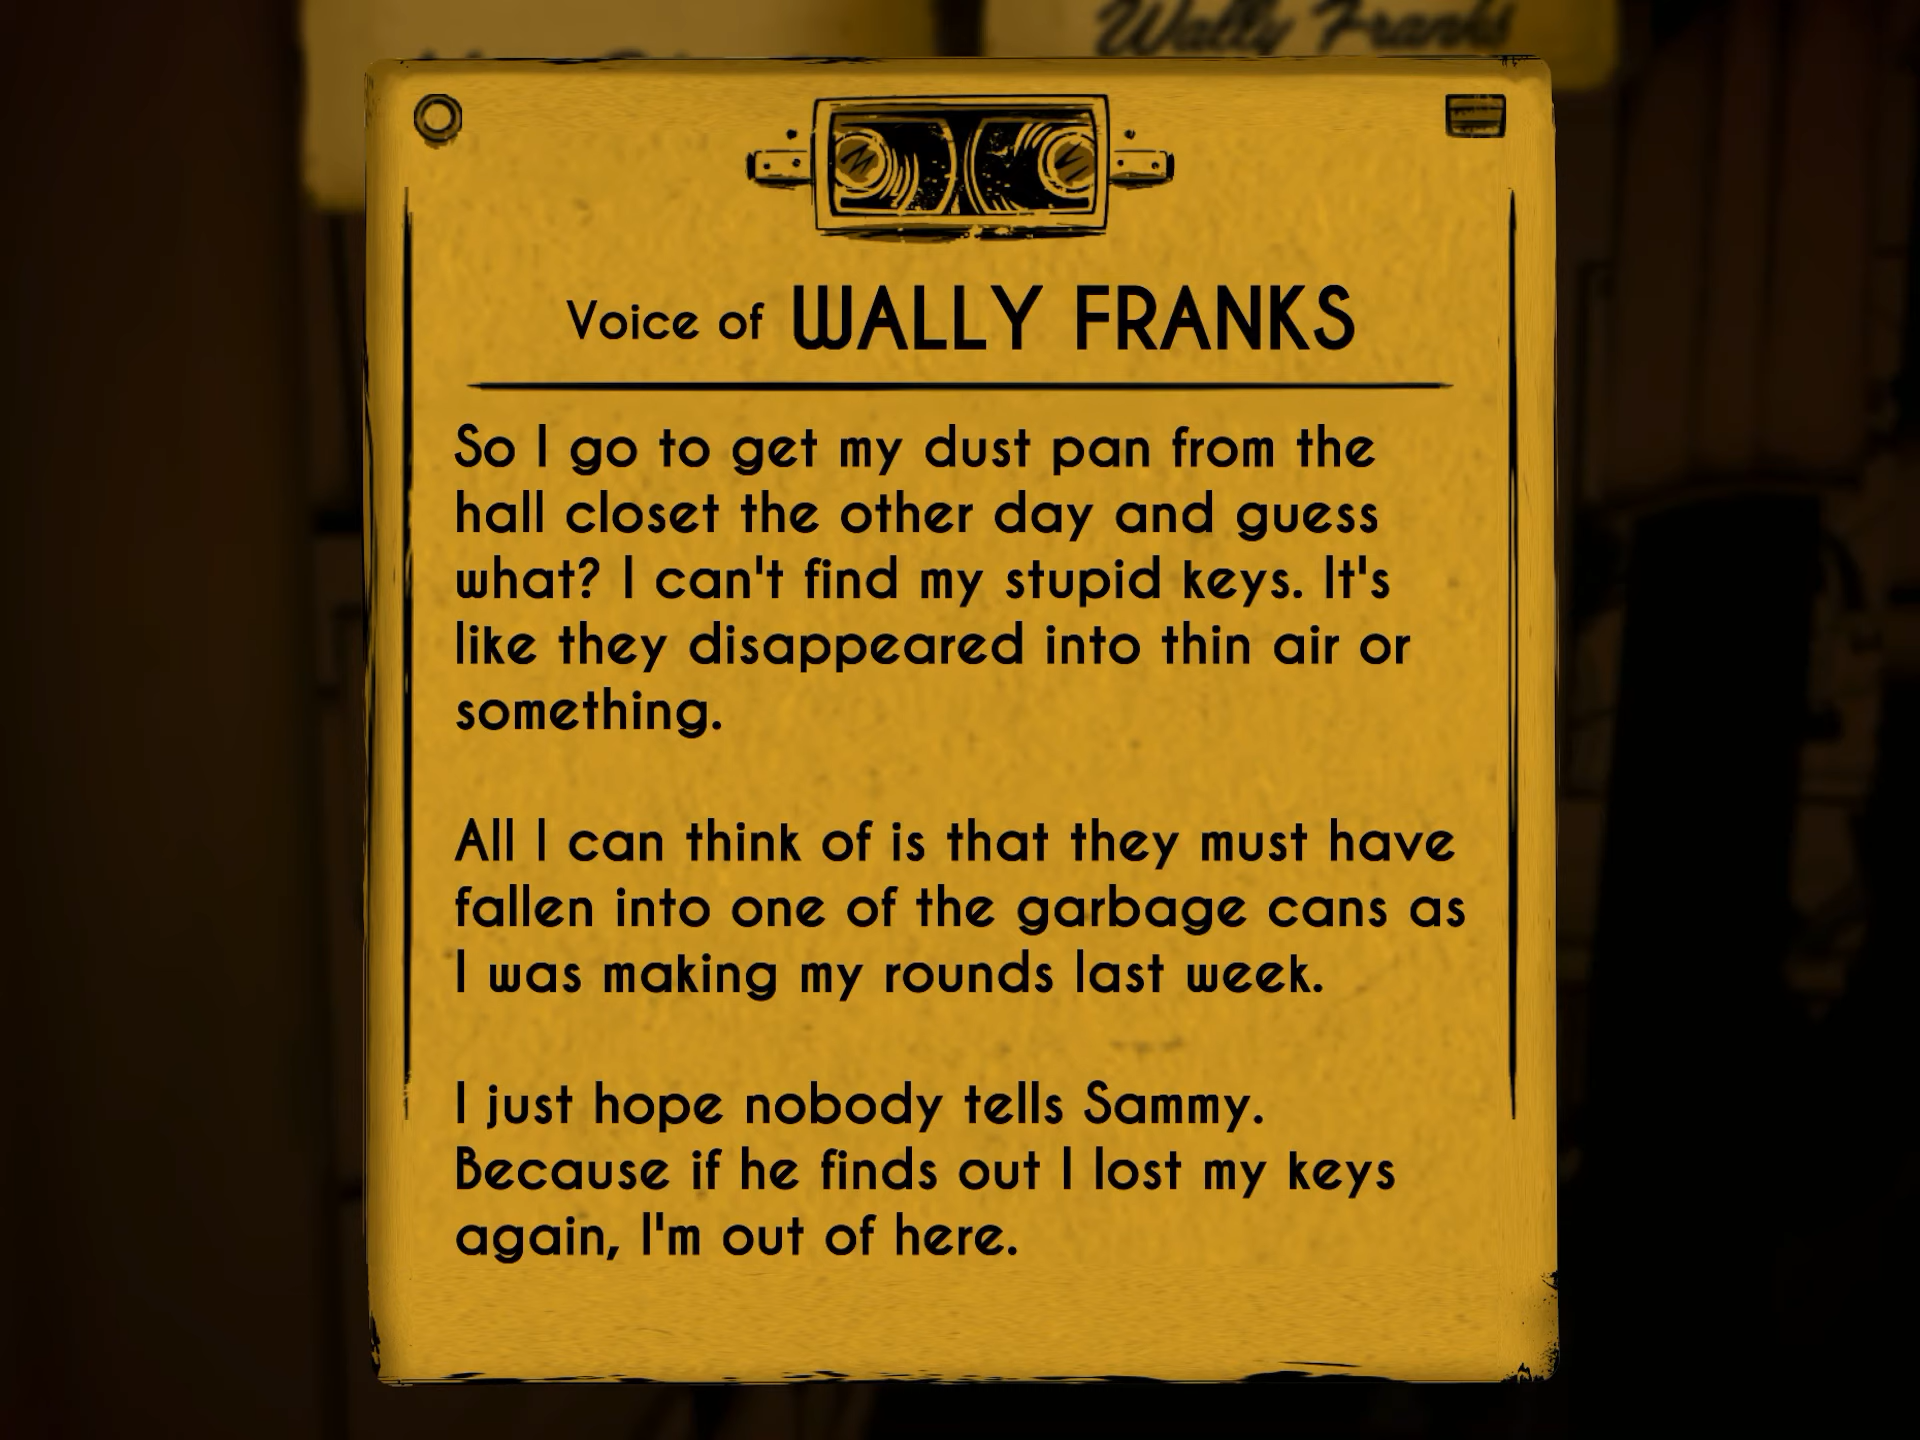 Wally Franks
Voice of WALLY FRANKS
So I go to get my dust pan from the
hall closet the other day and guess
what? I can't find my stupid keys. It's
like they disappeared into thin air or
something.
All I can think of is that they must have
fallen into one of the garbage cans as
I was making my rounds last week.
I just hope nobody tells Sammy.
Because if he finds out I lost my keys
again, I'm out of here.